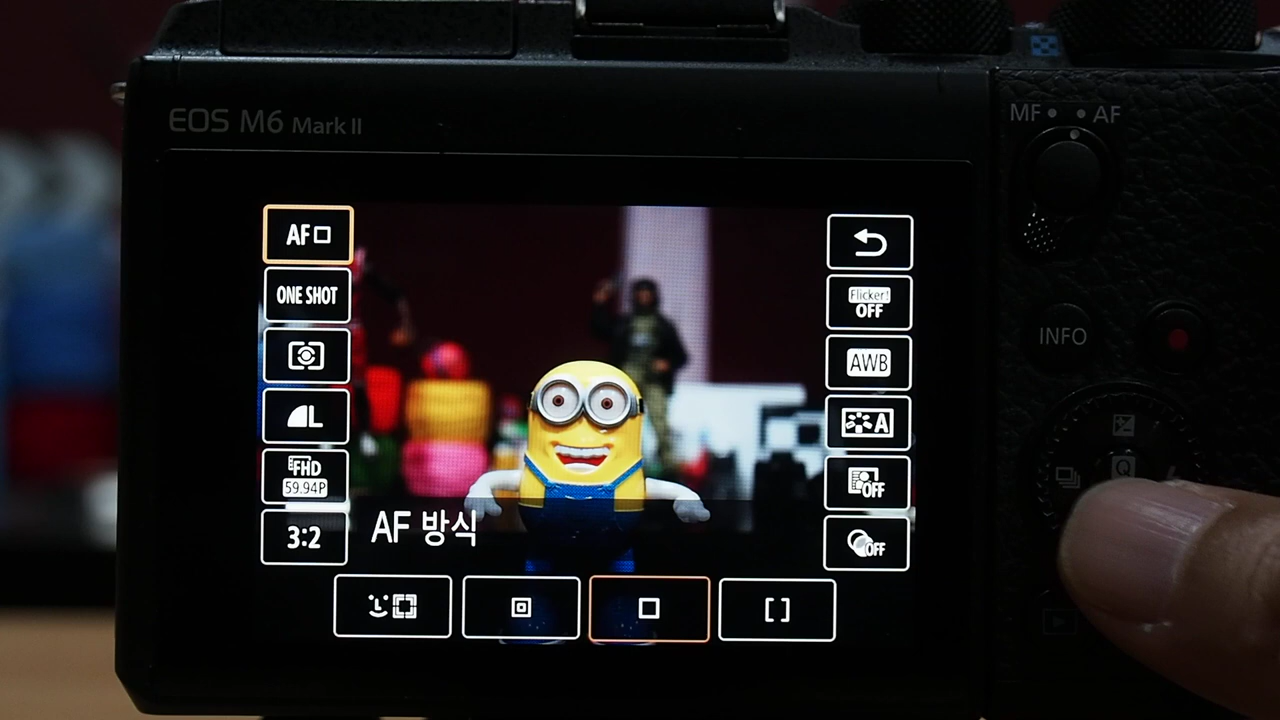 EOS M6 Mark II
MF AF
AF
ONE SHOT
L
FHD
59.94P
3:2
Flicker!
OFF
AWB
A
OFF
OFF
AF 방식
INFO
Q